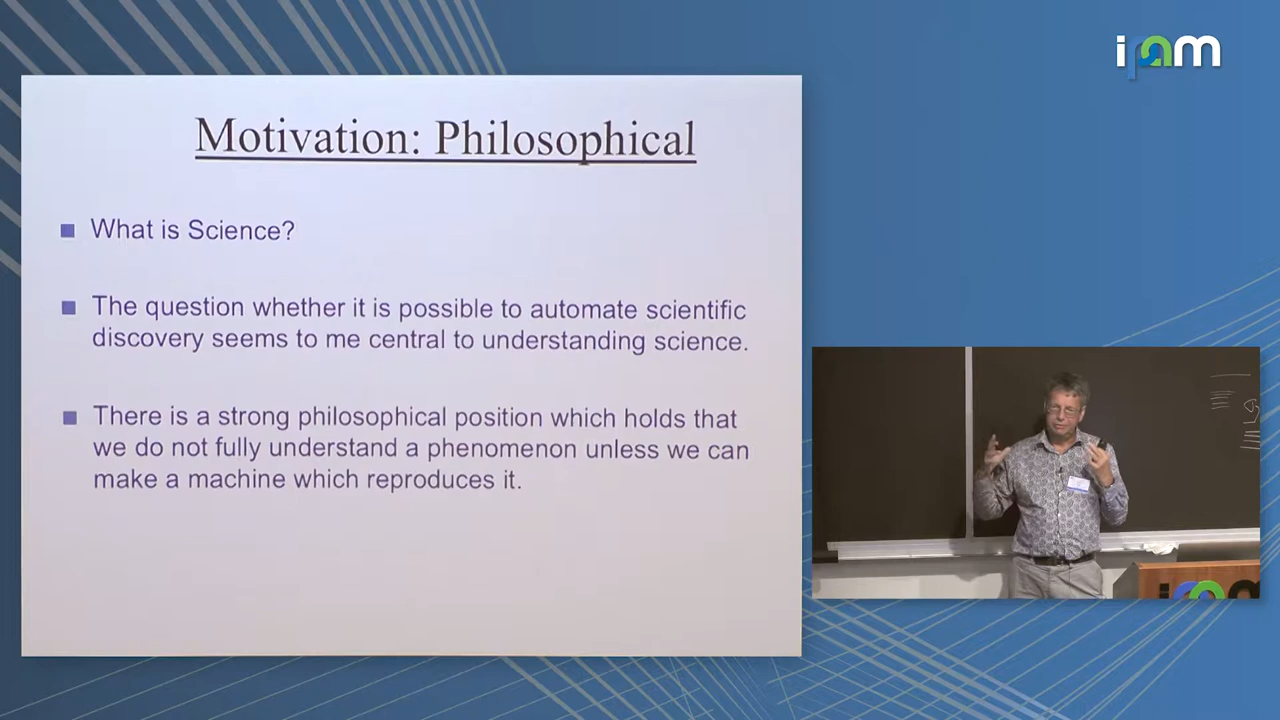 ipam
Motivation: Philosophical
What is Science?
The question whether it is possible to automate scientific
discovery seems to me central to understanding science.
There is a strong philosophical position which holds that
we do not fully understand a phenomenon unless we can
make a machine which reproduces it.